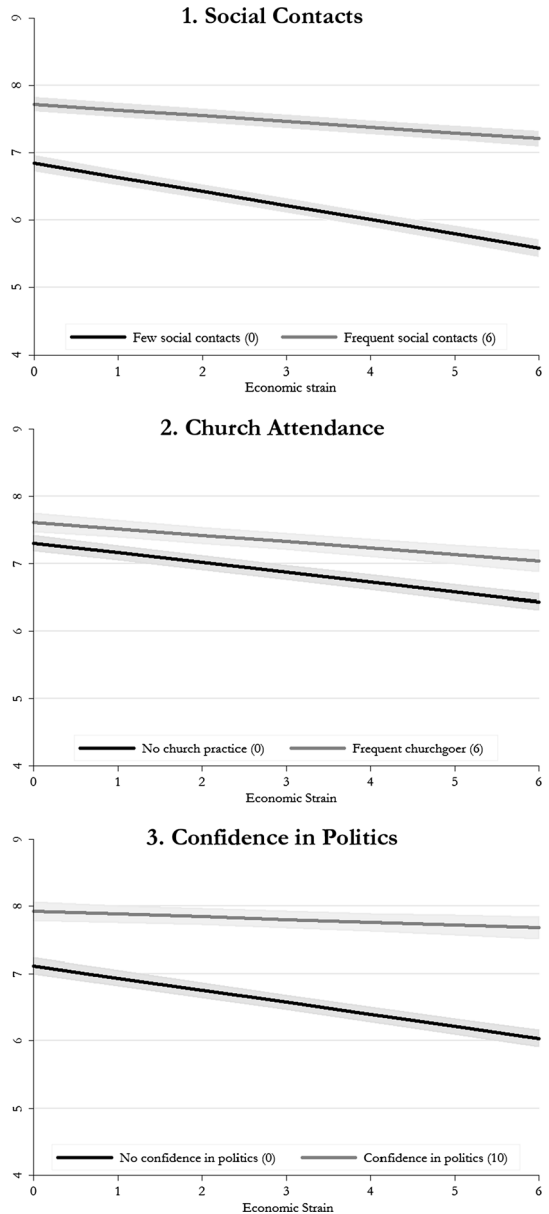 1. Social Contacts
9
8
7
6
5
4
Few social contacts (0) Frequent social contacts (6)
0 1 2 3 4 5 6
Economic strain
2. Church Attendance
9
8
7
6
5
4
No church practice (0) Frequent churchgoer (6)
0 1 2 3 4 5 6
Economic Strain
3. Confidence in Politics
9
8
7
6
5
4
No confidence in politics (0) Confidence in politics (10)
0 1 2 3 4 5 6
Economic Strain